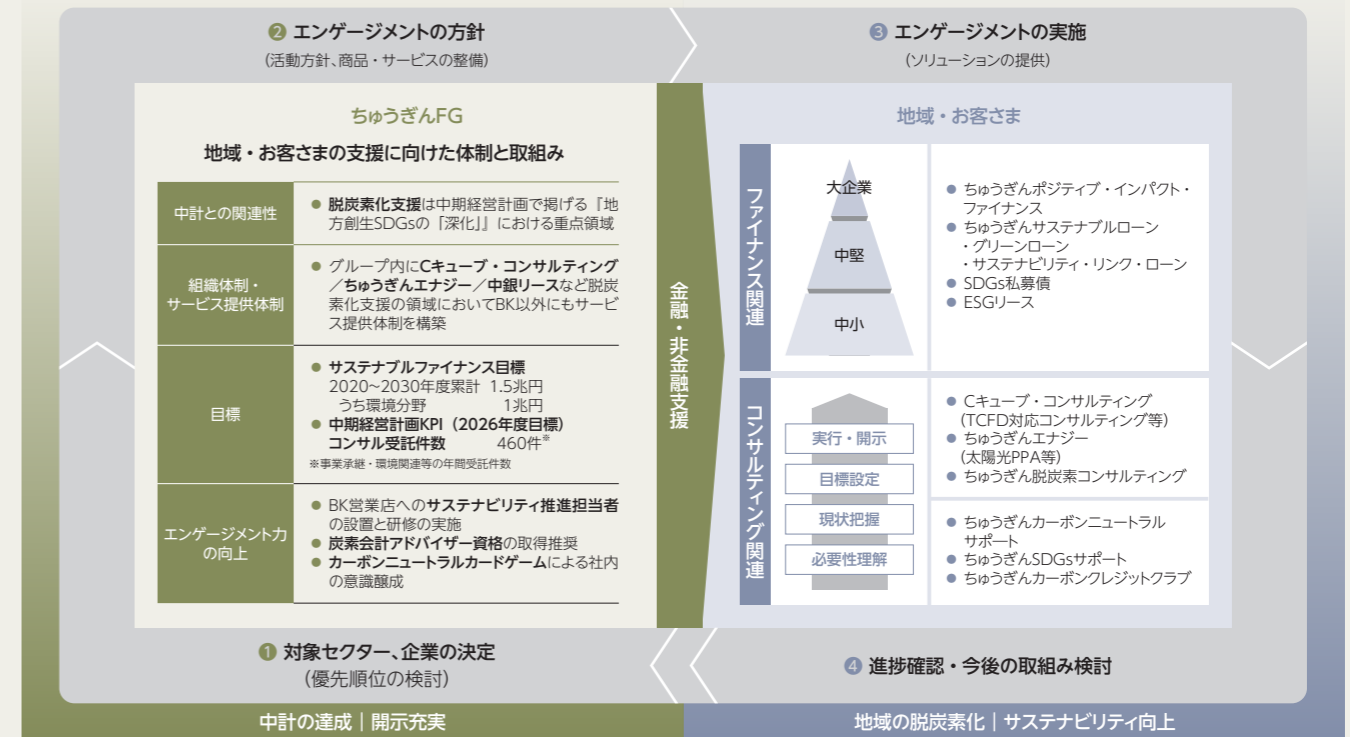 ❷ エンゲージメントの方針
(活動方針、商品・サービスの整備)
❸ エンゲージメントの実施
(ソリューションの提供)
ちゅうぎんFG
地域・お客さまの支援に向けた体制と取組み
中計との関連性
● 脱炭素化支援は中期経営計画で掲げる『地
方創生SDGsの「深化」』における重点領域
組織体制・
サービス提供体制
● グループ内にCキューブ・コンサルティング
／ちゅうぎんエナジー／中銀リースなど脱炭
素化支援の領域においてBK以外にもサービ
ス提供体制を構築
目標
● サステナブルファイナンス目標
2020～2030年度累計 1.5兆円
うち環境分野 1兆円
● 中期経営計画KPI（2026年度目標）
コンサル受託件数 460件※
※事業承継・環境関連等の年間受託件数
エンゲージメント力
の向上
● BK営業店へのサステナビリティ推進担当者
の設置と研修の実施
● 炭素会計アドバイザー資格の取得推奨
● カーボンニュートラルカードゲームによる社内
の意識醸成
金融・非金融支援
地域・お客さま
ファイナンス関連
大企業
中堅
中小
● ちゅうぎんポジティブ・インパクト・
ファイナンス
● ちゅうぎんサステナブルローン
・グリーンローン
・サステナビリティ・リンク・ローン
● SDGs私募債
● ESGリース
コンサルティング関連
実行・開示
目標設定
現状把握
必要性理解
● Cキューブ・コンサルティング
(TCFD対応コンサルティング等)
● ちゅうぎんエナジー
(太陽光PPA等)
● ちゅうぎん脱炭素コンサルティング
● ちゅうぎんカーボンニュートラル
サポート
● ちゅうぎんSDGsサポート
● ちゅうぎんカーボンクレジットクラブ
❶ 対象セクター、企業の決定
(優先順位の検討)
❹ 進捗確認・今後の取組み検討
中計の達成｜開示充実
地域の脱炭素化｜サステナビリティ向上